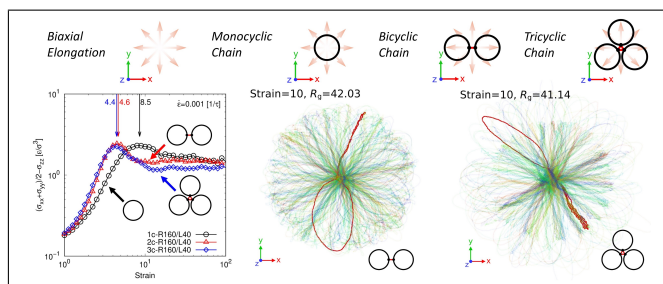 Biaxial
Elongation
Monocyclic
Chain
Bicyclic
Chain
Tricyclic
Chain
y
z
x
y
z
x
y
z
x
y
z
x
4.4
4.6
8.5
ε̇=0.001 [1/τ]
(σxx+σyy)/2−σzz [ε/σ³]
10¹
10⁰
10⁻¹
1c-R160/L40
2c-R160/L40
3c-R160/L40
10⁰
10¹
10²
Strain
Strain=10, Rg=42.03
y
z
x
Strain=10, Rg=41.14
y
z
x